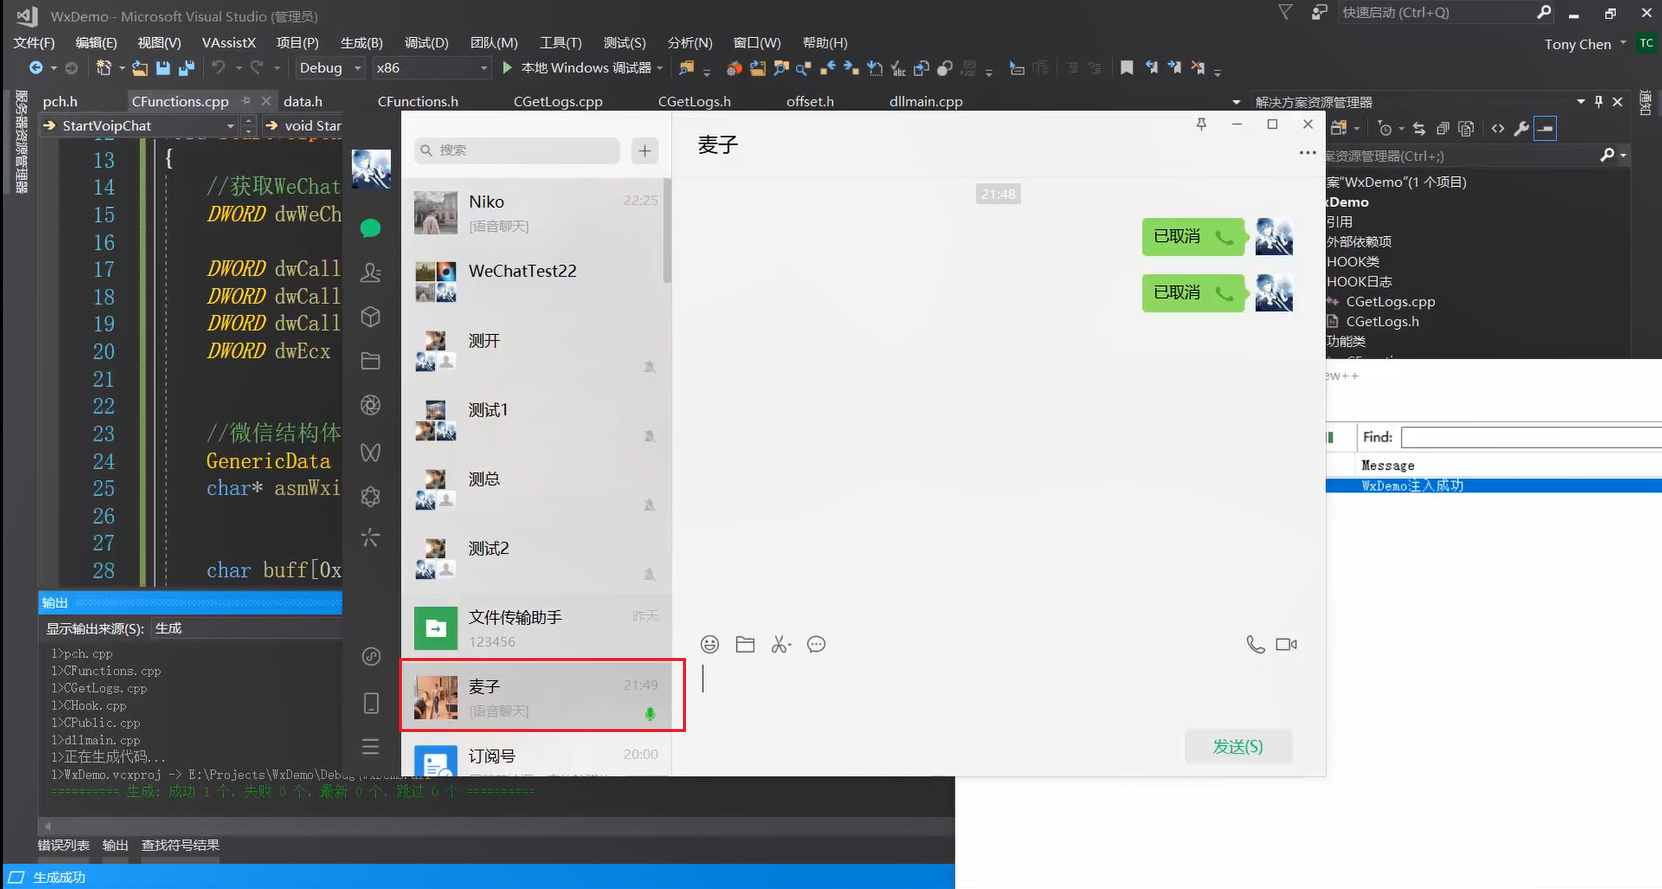 WxDemo - Microsoft Visual Studio (管理员)
快速启动 (Ctrl+Q)
文件(F) 编辑(E) 视图(V) VAssistX 项目(P) 生成(B) 调试(D) 团队(M) 工具(T) 测试(S) 分析(N) 窗口(W) 帮助(H)
Tony Chen TC
Debug x86 本地 Windows 调试器
服务器资源管理器
pch.h CFunctions.cpp data.h CFunctions.h CGetLogs.cpp CGetLogs.h offset.h dllmain.cpp
StartVoipChat void Star
13 {
14 //获取WeChat
15 DWORD dwWeCh
16
17 DWORD dwCall
18 DWORD dwCall
19 DWORD dwCall
20 DWORD dwEcx
21
22
23 //微信结构体
24 GenericData
25 char* asmWxi
26
27
28 char buff[0x
输出
显示输出来源(S): 生成
1>pch.cpp
1>CFunctions.cpp
1>CGetLogs.cpp
1>CHook.cpp
1>CPublic.cpp
1>dllmain.cpp
1>正在生成代码...
1>WxDemo.vcxproj -> E:\Projects\WxDemo\Debug\WxDemo.dll
========== 生成: 成功 1 个，失败 0 个，最新 0 个，跳过 0 个 ==========
错误列表 输出 查找符号结果
生成成功
搜索
Niko 22:25
[语音聊天]
WeChatTest22
测开
测试1
测总
测试2
文件传输助手 昨天
123456
麦子 21:49
[语音聊天]
订阅号 20:00
麦子
21:48
已取消
已取消
发送(S)
解决方案资源管理器
通知
资源管理器(Ctrl+;)
案"WxDemo"(1 个项目)
xDemo
引用
外部依赖项
HOOK类
HOOK日志
CGetLogs.cpp
CGetLogs.h
功能类
ew++
Find:
Message
WxDemo注入成功